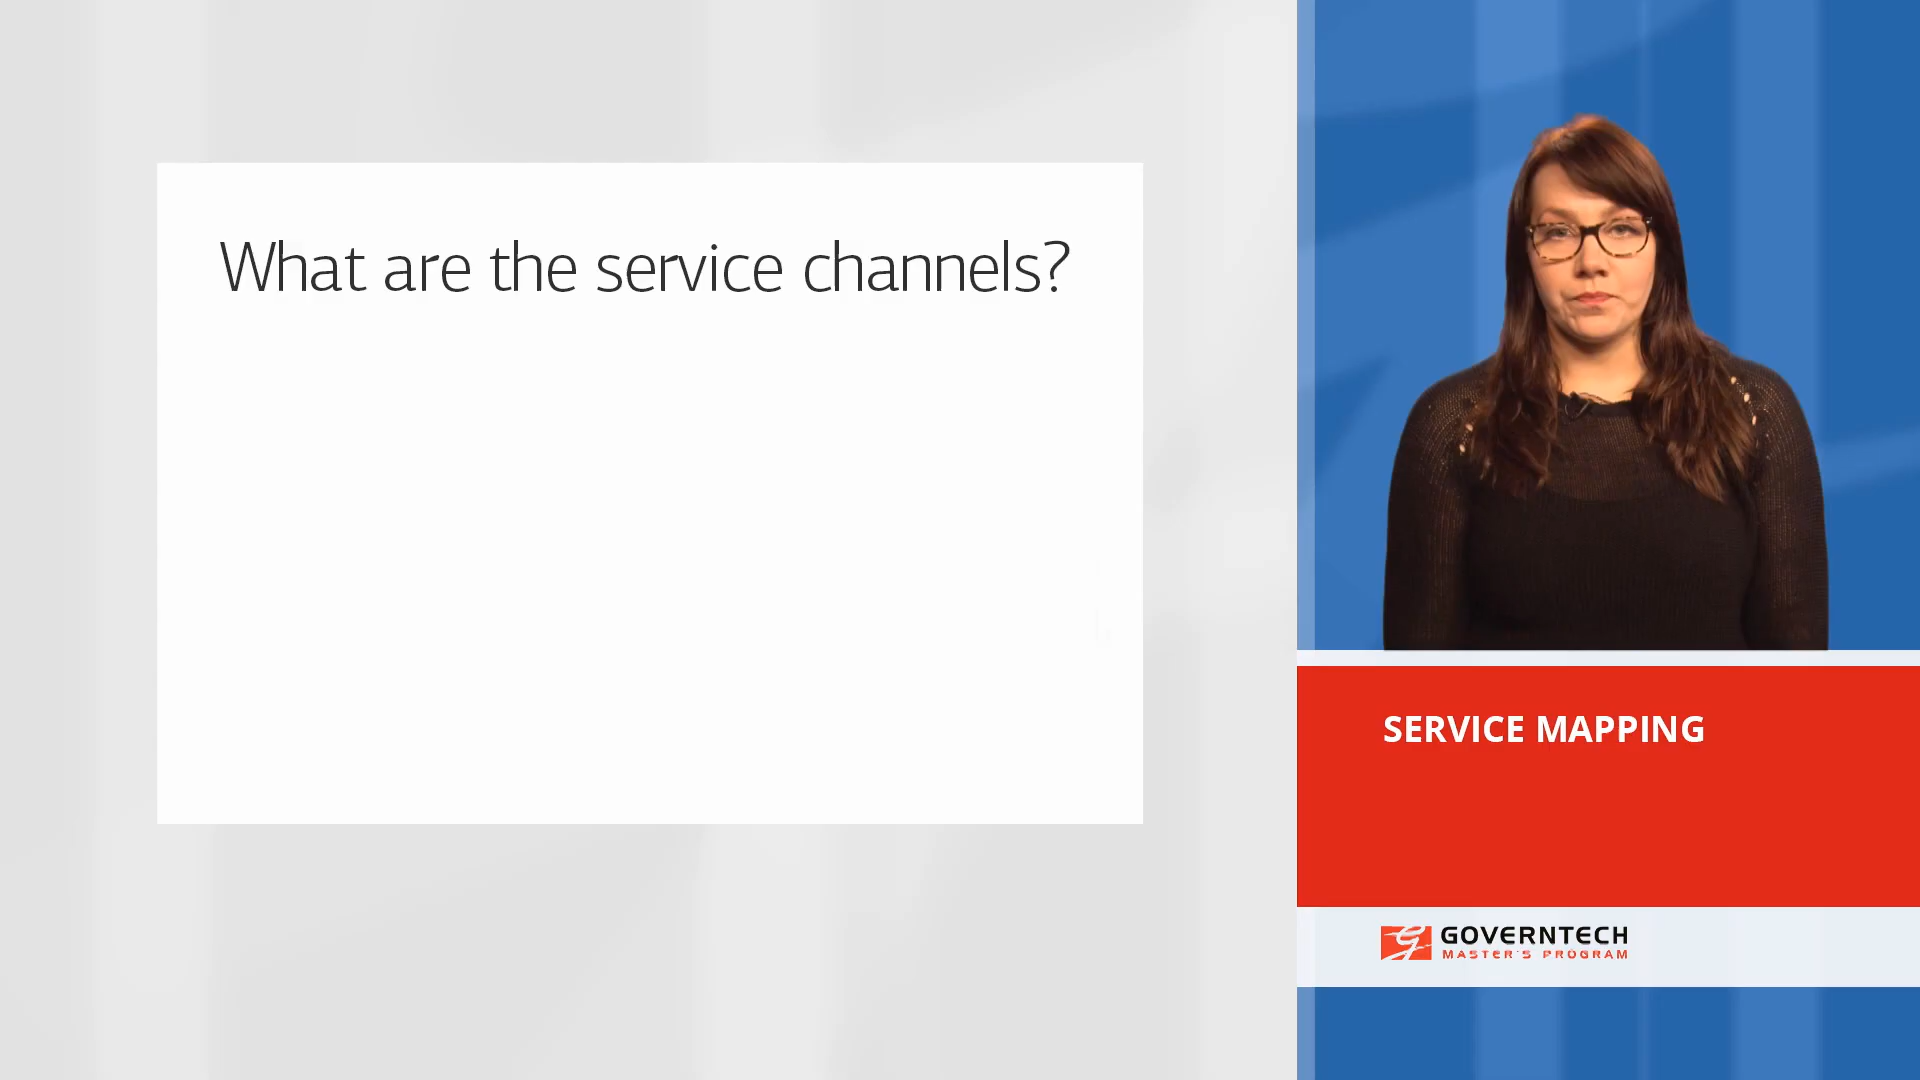 What are the service channels?
SERVICE MAPPING
GOVERNTECH
MASTER'S PROGRAM